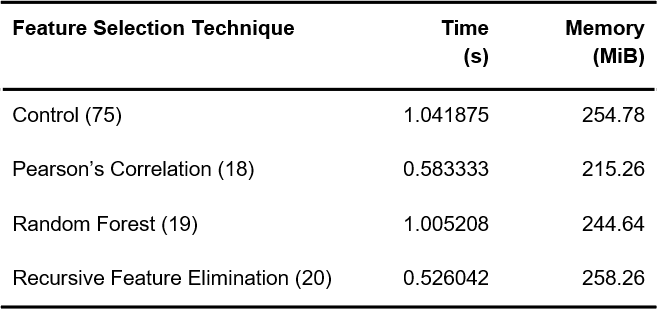 Feature Selection Technique Time Memory
(s) (MiB)
Control (75) 1.041875 254.78
Pearson’s Correlation (18) 0.583333 215.26
Random Forest (19) 1.005208 244.64
Recursive Feature Elimination (20) 0.526042 258.26